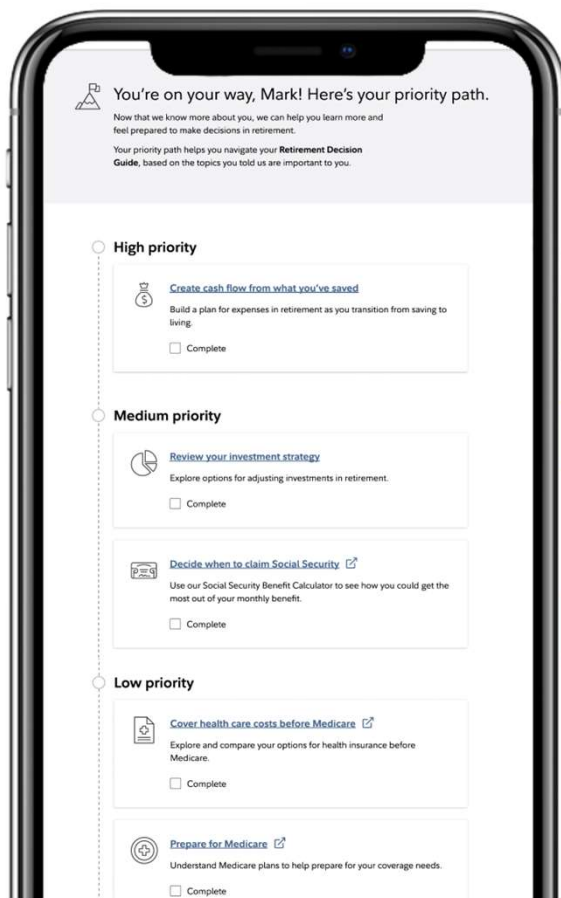 You're on your way, Mark! Here's your priority path.
Now that we know more about you, we can help you learn more and
feel prepared to make decisions in retirement.
Your priority path helps you navigate your Retirement Decision
Guide, based on the topics you told us are important to you.
High priority
Create cash flow from what you've saved
Build a plan for expenses in retirement as you transition from saving to
living.
Complete
Medium priority
Review your investment strategy
Explore options for adjusting investments in retirement.
Complete
Decide when to claim Social Security
Use our Social Security Benefit Calculator to see how you could get the
most out of your monthly benefit.
Complete
Low priority
Cover health care costs before Medicare
Explore and compare your options for health insurance before
Medicare.
Complete
Prepare for Medicare
Understand Medicare plans to help prepare for your coverage needs.
Complete